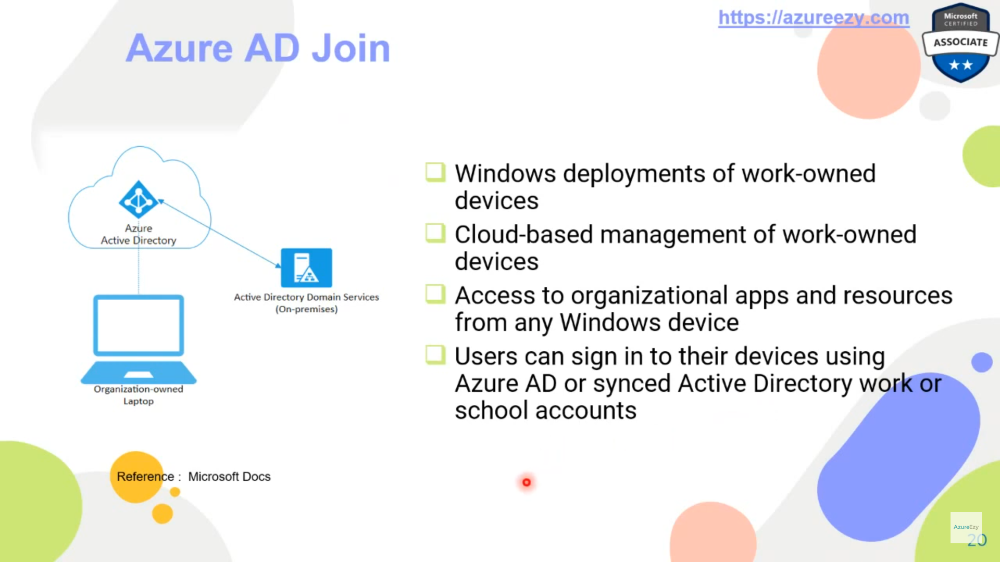 https://azureezy.com
Microsoft
CERTIFIED
ASSOCIATE
Azure AD Join
Azure
Active Directory
Active Directory Domain Services
(On-premises)
Organization-owned
Laptop
Windows deployments of work-owned
devices
Cloud-based management of work-owned
devices
Access to organizational apps and resources
from any Windows device
Users can sign in to their devices using
Azure AD or synced Active Directory work or
school accounts
Reference : Microsoft Docs
AzureEzy
20